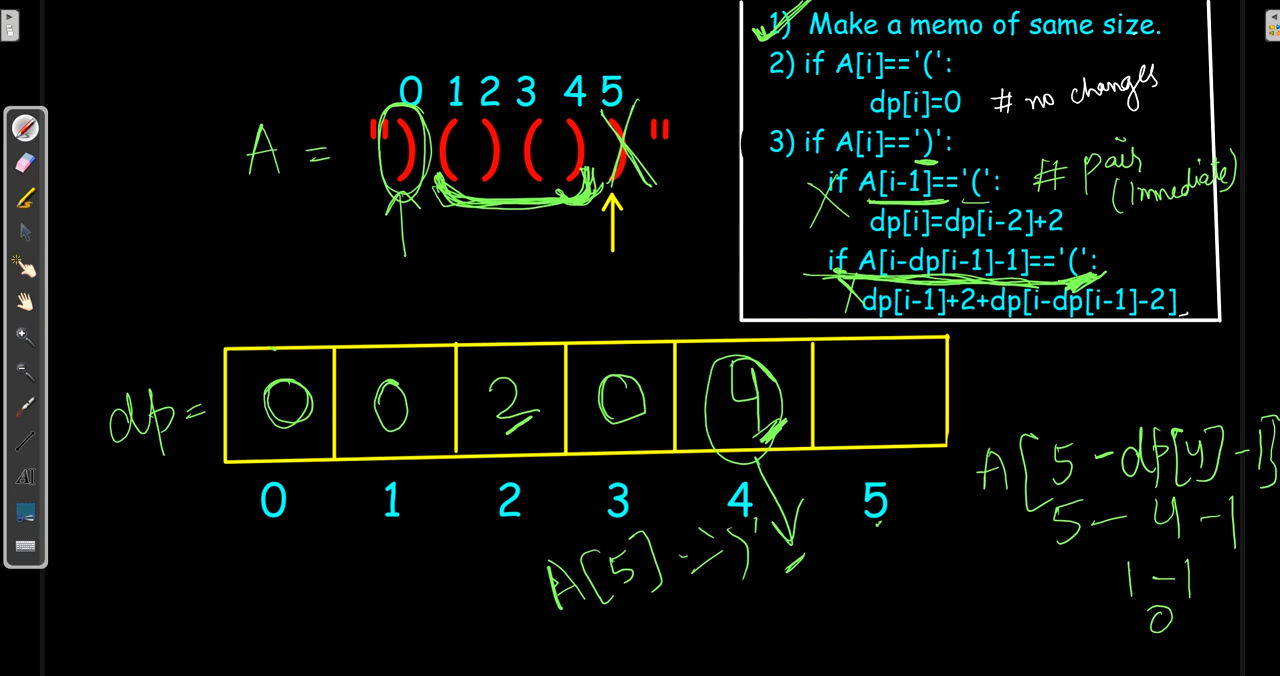 1) Make a memo of same size.
2) if A[i]=='(':
dp[i]=0 # no changes
3) if A[i]==')':
if A[i-1]=='(': # pair (immediate)
dp[i]=dp[i-2]+2
if A[i-dp[i-1]-1]=='(':
dp[i-1]+2+dp[i-dp[i-1]-2]
0 1 2 3 4 5
A = ")()())"
dp= 0 0 2 0 4
0 1 2 3 4 5
A[5] => ')'
A[5-dp[4]-1]
5-4-1
1-1
0
AI